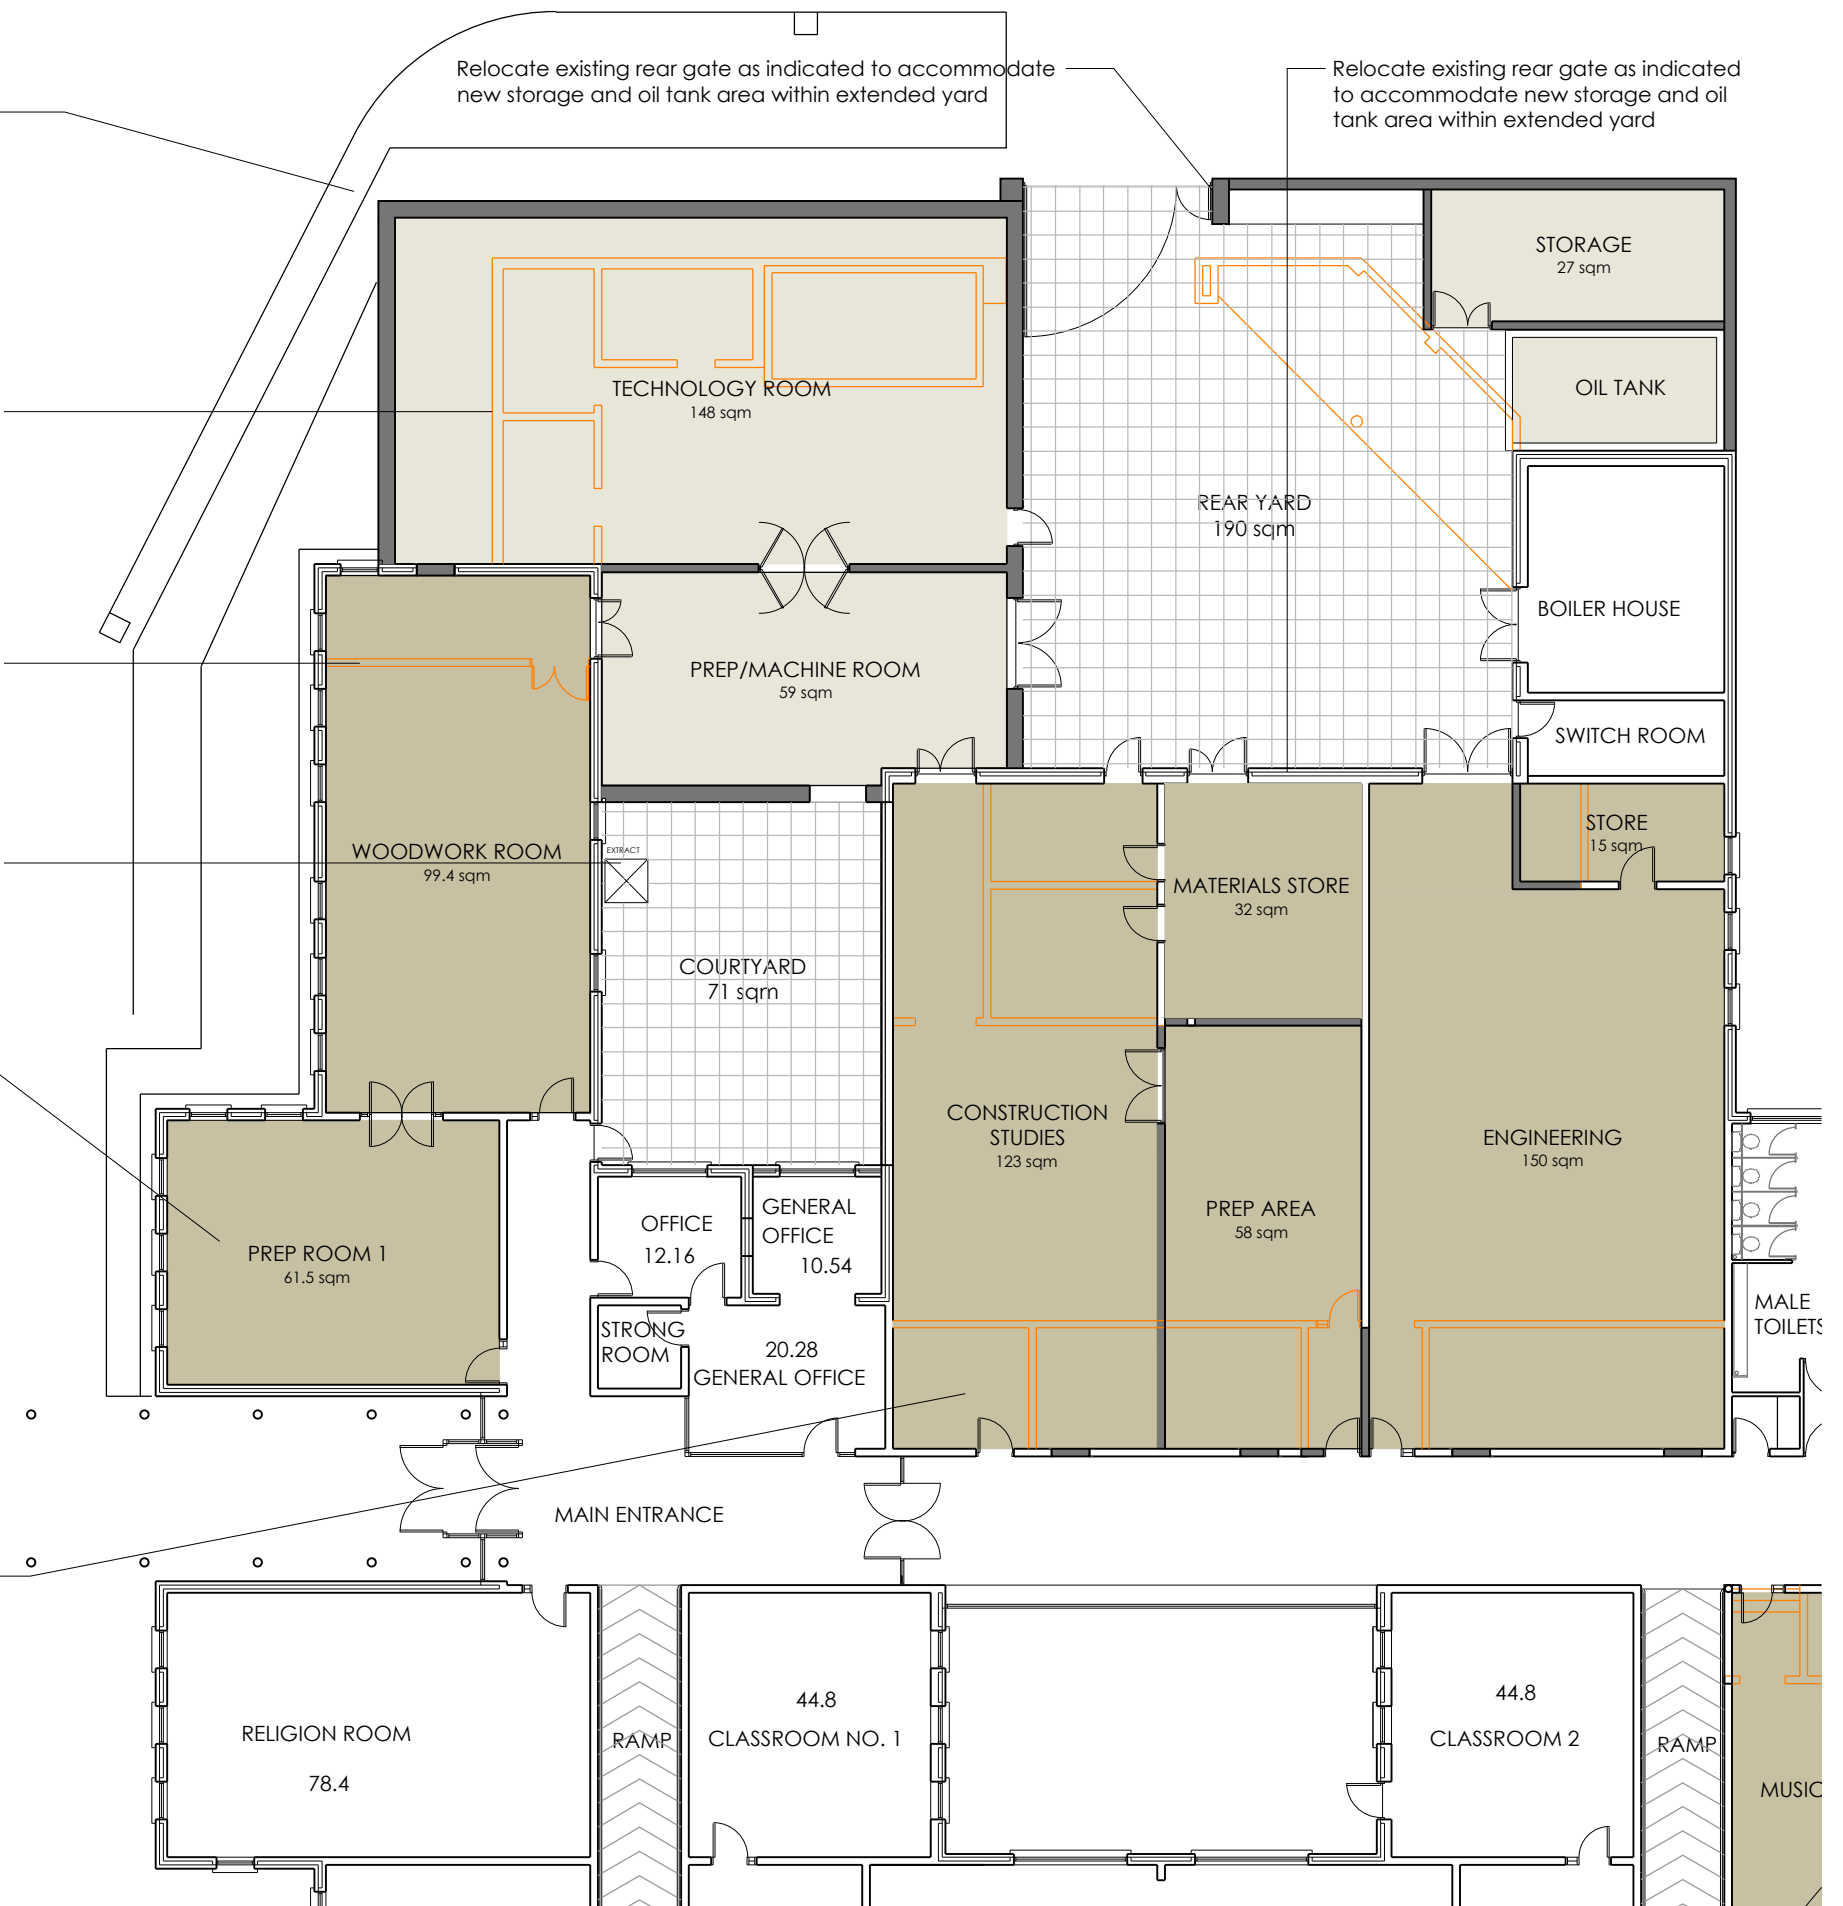 Relocate existing rear gate as indicated to accommodate
new storage and oil tank area within extended yard
Relocate existing rear gate as indicated
to accommodate new storage and oil
tank area within extended yard
STORAGE
27 sqm
TECHNOLOGY ROOM
148 sqm
OIL TANK
REAR YARD
190 sqm
BOILER HOUSE
PREP/MACHINE ROOM
59 sqm
SWITCH ROOM
WOODWORK ROOM
99.4 sqm
EXTRACT
STORE
15 sqm
MATERIALS STORE
32 sqm
COURTYARD
71 sqm
CONSTRUCTION
STUDIES
123 sqm
ENGINEERING
150 sqm
PREP AREA
58 sqm
OFFICE
12.16
GENERAL
OFFICE
10.54
PREP ROOM 1
61.5 sqm
STRONG
ROOM
20.28
GENERAL OFFICE
MALE
TOILETS
MAIN ENTRANCE
RELIGION ROOM
78.4
RAMP
44.8
CLASSROOM NO. 1
44.8
CLASSROOM 2
RAMP
MUSIC